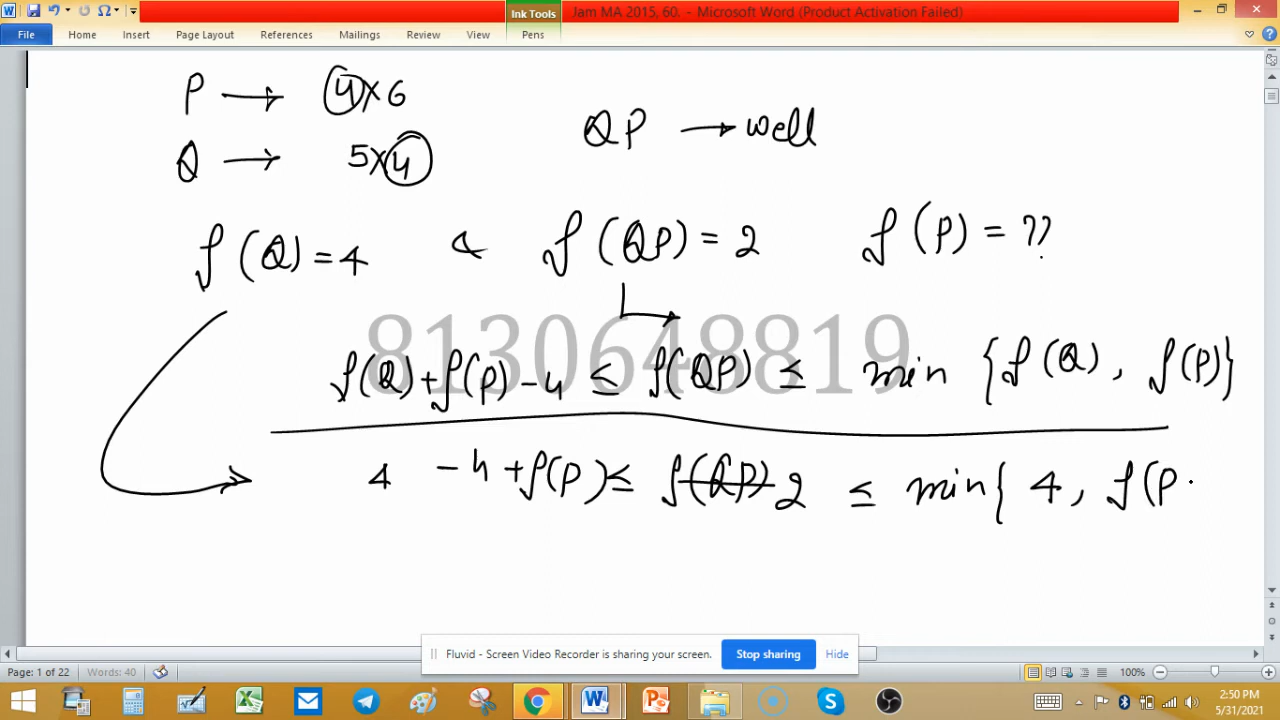 Ink Tools
Jam MA 2015, 60. - Microsoft Word (Product Activation Failed)
File Home Insert Page Layout References Mailings Review View Pens
P → 4×6
Q → 5×4
QP → well
ρ(Q) = 4 & ρ(QP) = 2 ρ(P) = ??
8130648819
ρ(Q) + ρ(P) - 4 ≤ ρ(QP) ≤ min {ρ(Q), ρ(P)}
4 - 4 + ρ(P) ≤ ρ(QP) 2 ≤ min{ 4, ρ(P
Fluvid - Screen Video Recorder is sharing your screen. Stop sharing Hide
Page: 1 of 22 Words: 40 100%
2:50 PM
5/31/2021